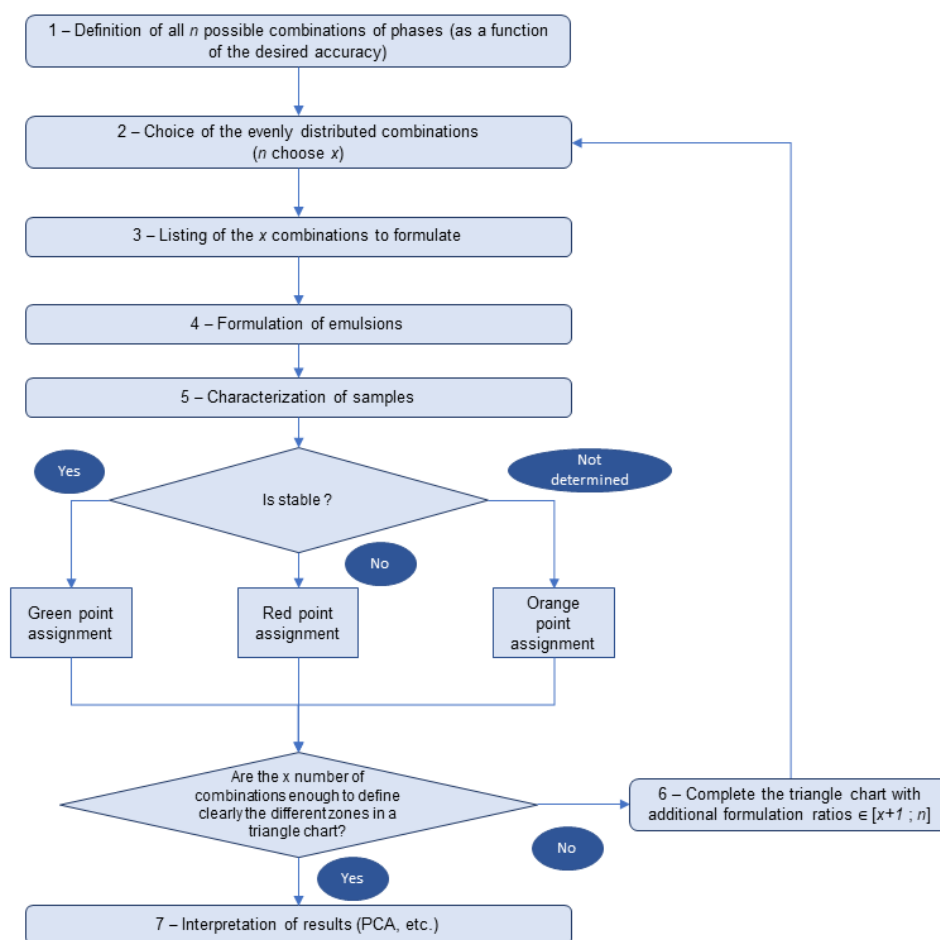 1 – Definition of all n possible combinations of phases (as a function
of the desired accuracy)
2 – Choice of the evenly distributed combinations
(n choose x)
3 – Listing of the x combinations to formulate
4 – Formulation of emulsions
5 – Characterization of samples
Yes
Not
determined
Is stable ?
No
Green point
assignment
Red point
assignment
Orange
point
assignment
Are the x number of
combinations enough to define
clearly the different zones in a
triangle chart?
6 – Complete the triangle chart with
additional formulation ratios ∈ [x+1 ; n]
No
Yes
7 – Interpretation of results (PCA, etc.)